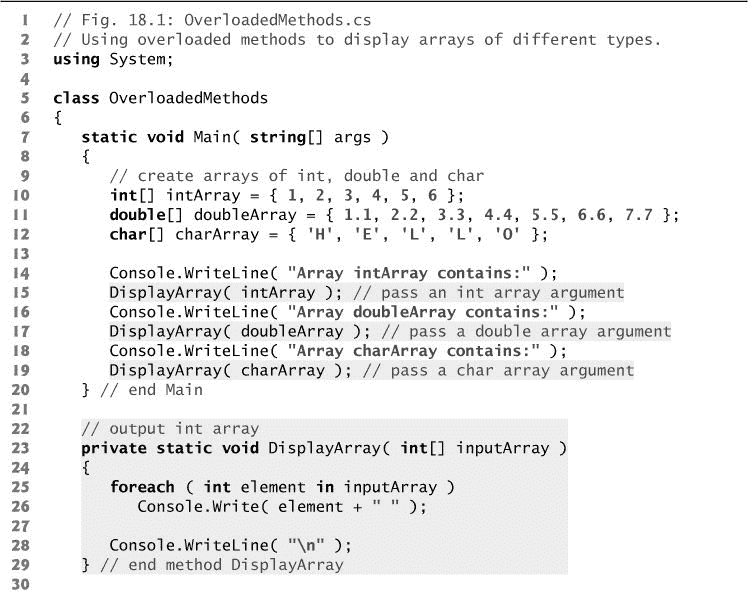 1 // Fig. 18.1: OverloadedMethods.cs
2 // Using overloaded methods to display arrays of different types.
3 using System;
4
5 class OverloadedMethods
6 {
7    static void Main( string[] args )
8    {
9       // create arrays of int, double and char
10       int[] intArray = { 1, 2, 3, 4, 5, 6 };
11       double[] doubleArray = { 1.1, 2.2, 3.3, 4.4, 5.5, 6.6, 7.7 };
12       char[] charArray = { 'H', 'E', 'L', 'L', 'O' };
13
14       Console.WriteLine( "Array intArray contains:" );
15       DisplayArray( intArray ); // pass an int array argument
16       Console.WriteLine( "Array doubleArray contains:" );
17       DisplayArray( doubleArray ); // pass a double array argument
18       Console.WriteLine( "Array charArray contains:" );
19       DisplayArray( charArray ); // pass a char array argument
20    } // end Main
21
22    // output int array
23    private static void DisplayArray( int[] inputArray )
24    {
25       foreach ( int element in inputArray )
26          Console.Write( element + " " );
27
28       Console.WriteLine( "\n" );
29    } // end method DisplayArray
30